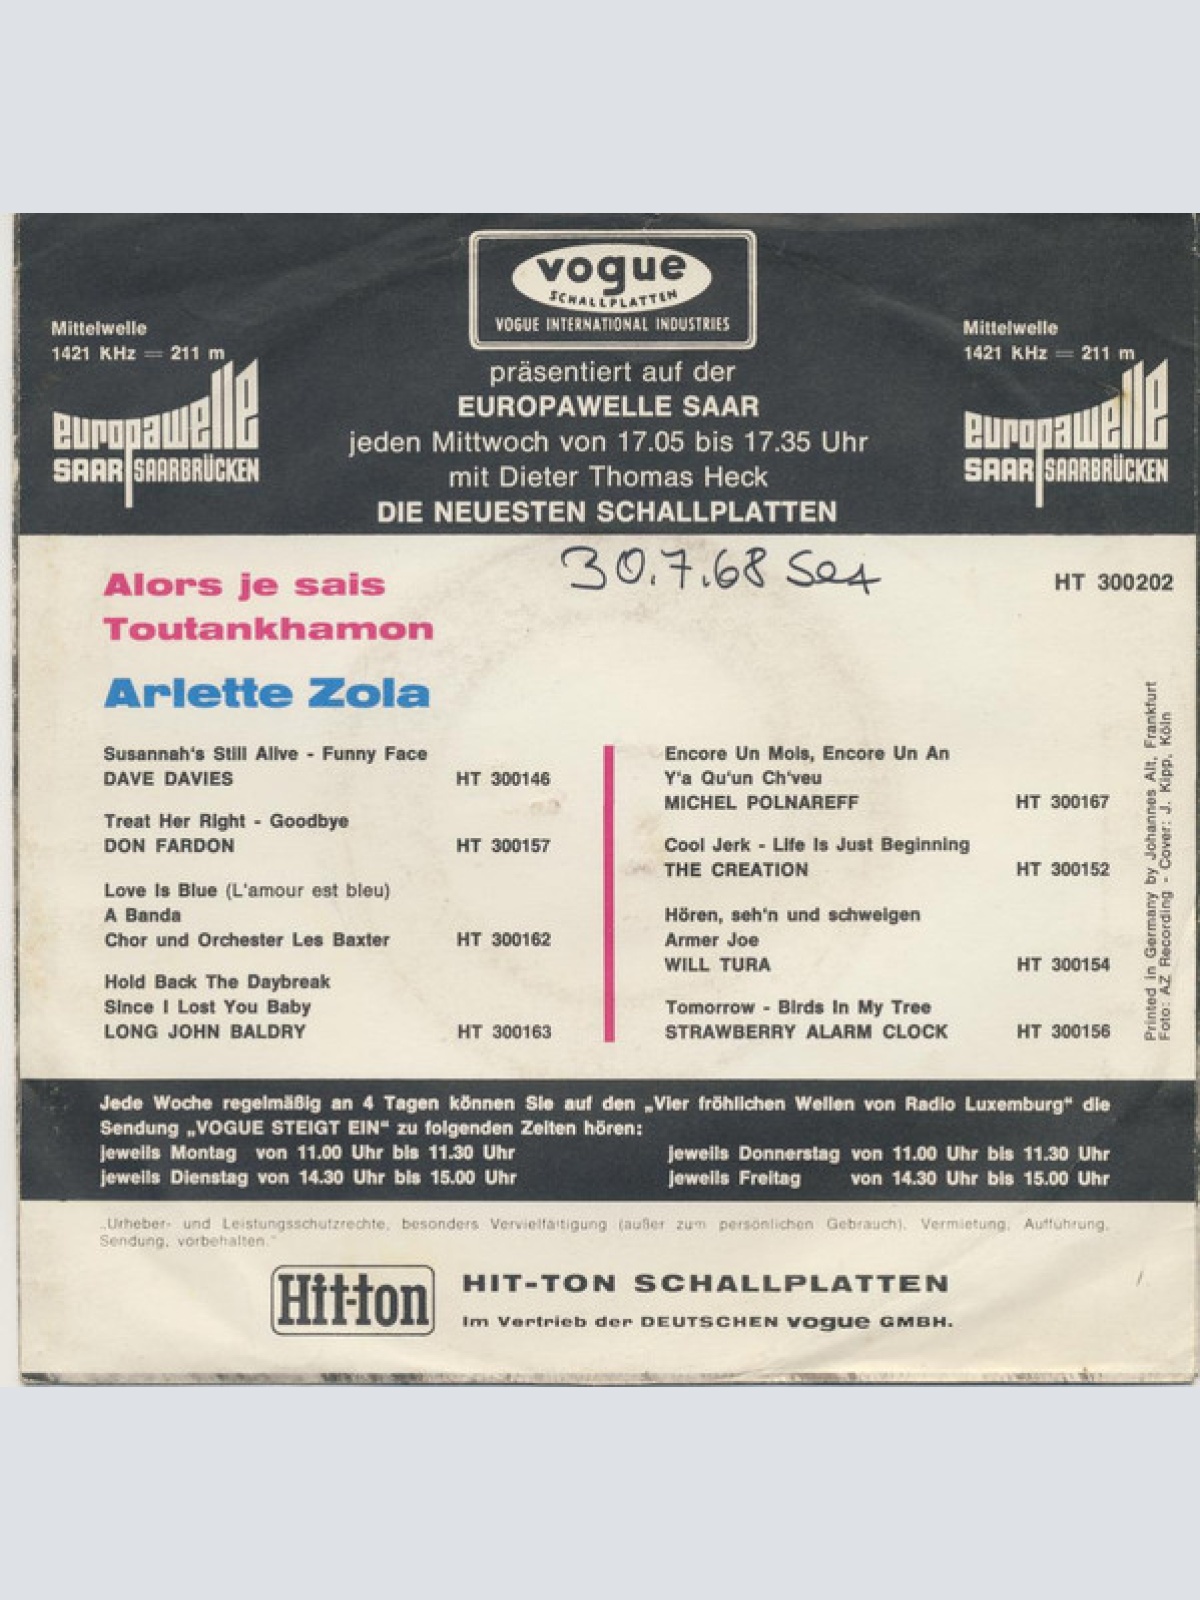 vogue
SCHALLPLATTEN
VOGUE INTERNATIONAL INDUSTRIES
Mittelwelle
1421 KHz = 211 m
europawelle
SAAR SAARBRÜCKEN
Mittelwelle
1421 KHz = 211 m
europawelle
SAAR SAARBRÜCKEN
präsentiert auf der
EUROPAWELLE SAAR
jeden Mittwoch von 17.05 bis 17.35 Uhr
mit Dieter Thomas Heck
DIE NEUESTEN SCHALLPLATTEN
30.7.68
Alors je sais
HT 300202
Toutankhamon
Arlette Zola
Susannah's Still Alive - Funny Face
DAVE DAVIES HT 300146
Treat Her Right - Goodbye
DON FARDON HT 300157
Love Is Blue (L'amour est bleu)
A Banda
Chor und Orchester Les Baxter HT 300162
Hold Back The Daybreak
Since I Lost You Baby
LONG JOHN BALDRY HT 300163
Encore Un Mois, Encore Un An
Y'a Qu'un Ch'veu
MICHEL POLNAREFF HT 300167
Cool Jerk - Life Is Just Beginning
THE CREATION HT 300152
Hören, seh'n und schweigen
Armer Joe
WILL TURA HT 300154
Tomorrow - Birds In My Tree
STRAWBERRY ALARM CLOCK HT 300156
Printed in Germany by Johannes Alt, Frankfurt
Foto: AZ Recording - Cover: J. Kipp, Köln
Jede Woche regelmäßig an 4 Tagen können Sie auf den „Vier fröhlichen Wellen von Radio Luxemburg" die
Sendung „VOGUE STEIGT EIN" zu folgenden Zeiten hören:
jeweils Montag von 11.00 Uhr bis 11.30 Uhr
jeweils Dienstag von 14.30 Uhr bis 15.00 Uhr
jeweils Donnerstag von 11.00 Uhr bis 11.30 Uhr
jeweils Freitag von 14.30 Uhr bis 15.00 Uhr
„Urheber- und Leistungsschutzrechte, besonders Vervielfältigung (außer zum persönlichen Gebrauch), Vermietung, Aufführung,
Sendung, vorbehalten."
Hit-ton
HIT-TON SCHALLPLATTEN
Im Vertrieb der DEUTSCHEN vogue GMBH.